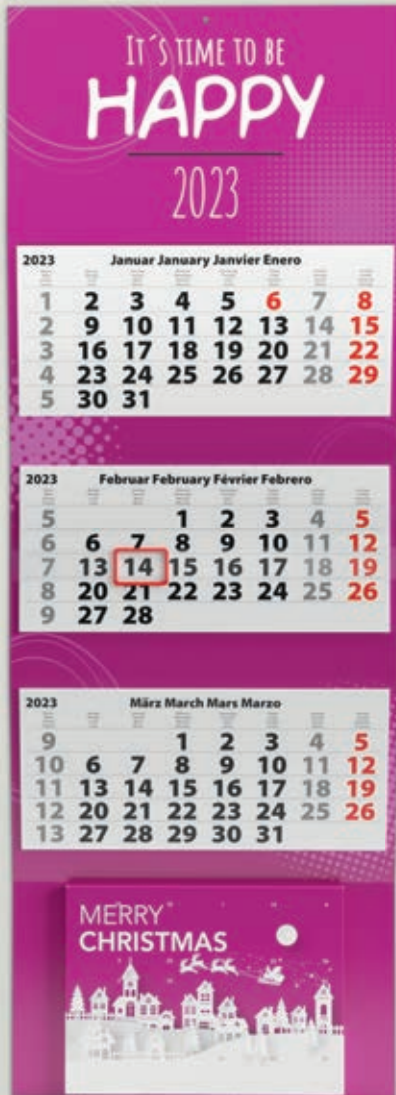 IT´S TIME TO BE
HAPPY
2023
2023 Januar January Janvier Enero
1 2 3 4 5 6 7 8
2 9 10 11 12 13 14 15
3 16 17 18 19 20 21 22
4 23 24 25 26 27 28 29
5 30 31
2023 Februar February Février Febrero
5 1 2 3 4 5
6 6 7 8 9 10 11 12
7 13 14 15 16 17 18 19
8 20 21 22 23 24 25 26
9 27 28
2023 März March Mars Marzo
9 1 2 3 4 5
10 6 7 8 9 10 11 12
11 13 14 15 16 17 18 19
12 20 21 22 23 24 25 26
13 27 28 29 30 31
MERRY
CHRISTMAS